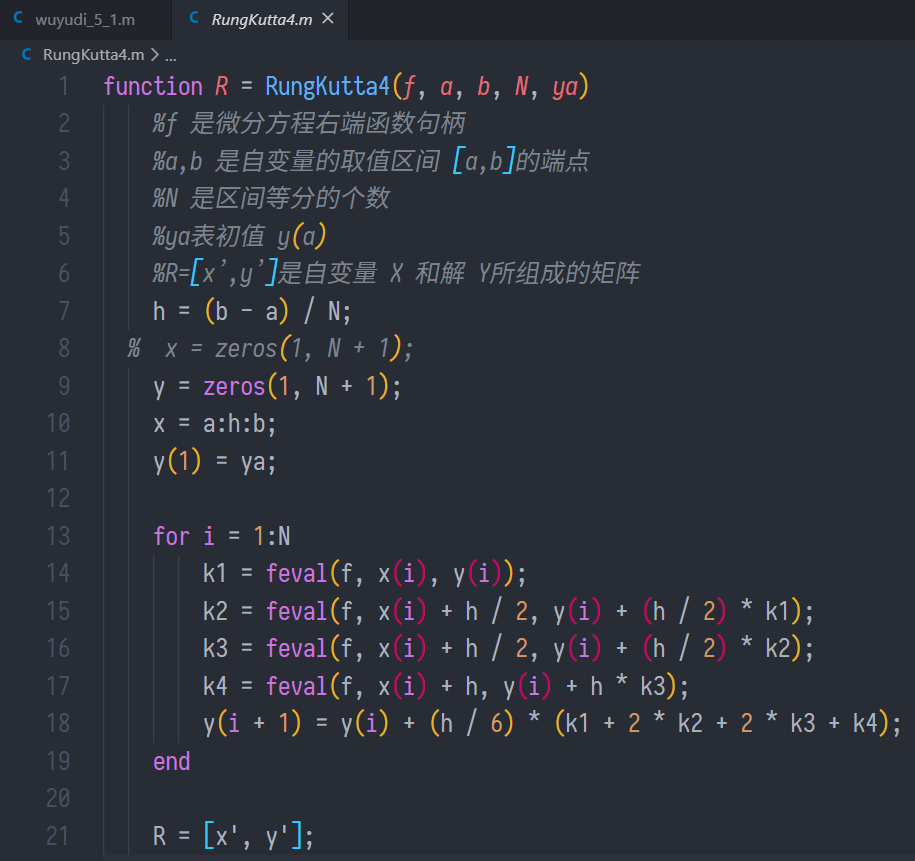 C wuyudi_5_1.m C RungKutta4.m ×
C RungKutta4.m > ...
1 function R = RungKutta4(f, a, b, N, ya)
2 %f 是微分方程右端函数句柄
3 %a,b 是自变量的取值区间 [a,b]的端点
4 %N 是区间等分的个数
5 %ya表初值 y(a)
6 %R=[x’,y’]是自变量 X 和解 Y所组成的矩阵
7 h = (b - a) / N;
8 % x = zeros(1, N + 1);
9 y = zeros(1, N + 1);
10 x = a:h:b;
11 y(1) = ya;
12
13 for i = 1:N
14 k1 = feval(f, x(i), y(i));
15 k2 = feval(f, x(i) + h / 2, y(i) + (h / 2) * k1);
16 k3 = feval(f, x(i) + h / 2, y(i) + (h / 2) * k2);
17 k4 = feval(f, x(i) + h, y(i) + h * k3);
18 y(i + 1) = y(i) + (h / 6) * (k1 + 2 * k2 + 2 * k3 + k4);
19 end
20
21 R = [x', y'];